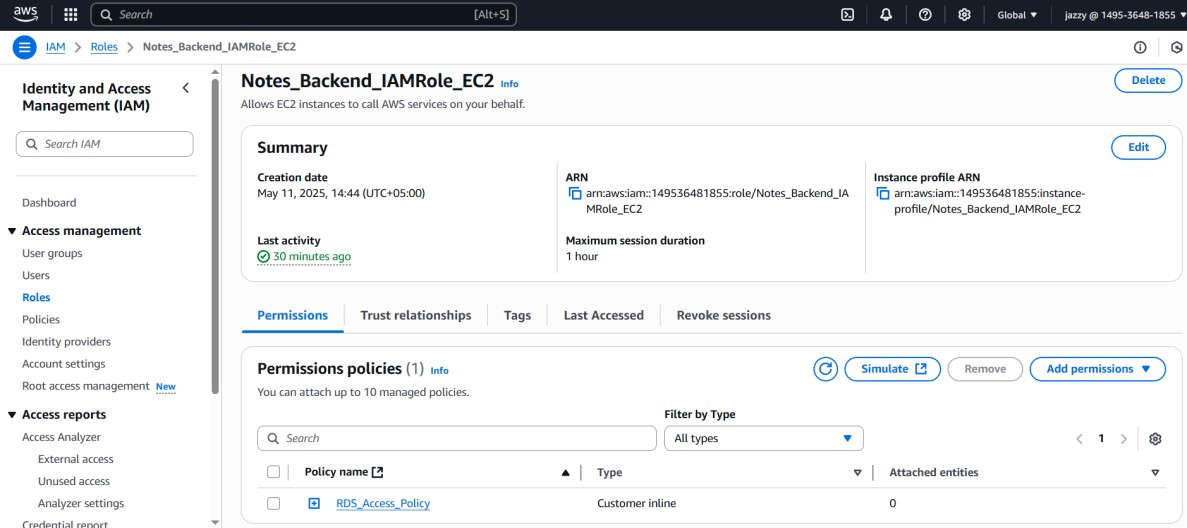 aws
Search [Alt+S] Global jazzy @ 1495-3648-1855
IAM > Roles > Notes_Backend_IAMRole_EC2
Identity and Access
Management (IAM)
Search IAM
Dashboard
Access management
User groups
Users
Roles
Policies
Identity providers
Account settings
Root access management New
Access reports
Access Analyzer
External access
Unused access
Analyzer settings
Credential report
Notes_Backend_IAMRole_EC2 Info
Delete
Allows EC2 instances to call AWS services on your behalf.
Summary
Edit
Creation date
May 11, 2025, 14:44 (UTC+05:00)
ARN
arn:aws:iam::149536481855:role/Notes_Backend_IA
MRole_EC2
Instance profile ARN
arn:aws:iam::149536481855:instance-
profile/Notes_Backend_IAMRole_EC2
Last activity
30 minutes ago
Maximum session duration
1 hour
Permissions Trust relationships Tags Last Accessed Revoke sessions
Permissions policies (1) Info
Simulate Remove Add permissions
You can attach up to 10 managed policies.
Filter by Type
Search All types 1
Policy name Type Attached entities
RDS_Access_Policy Customer inline 0